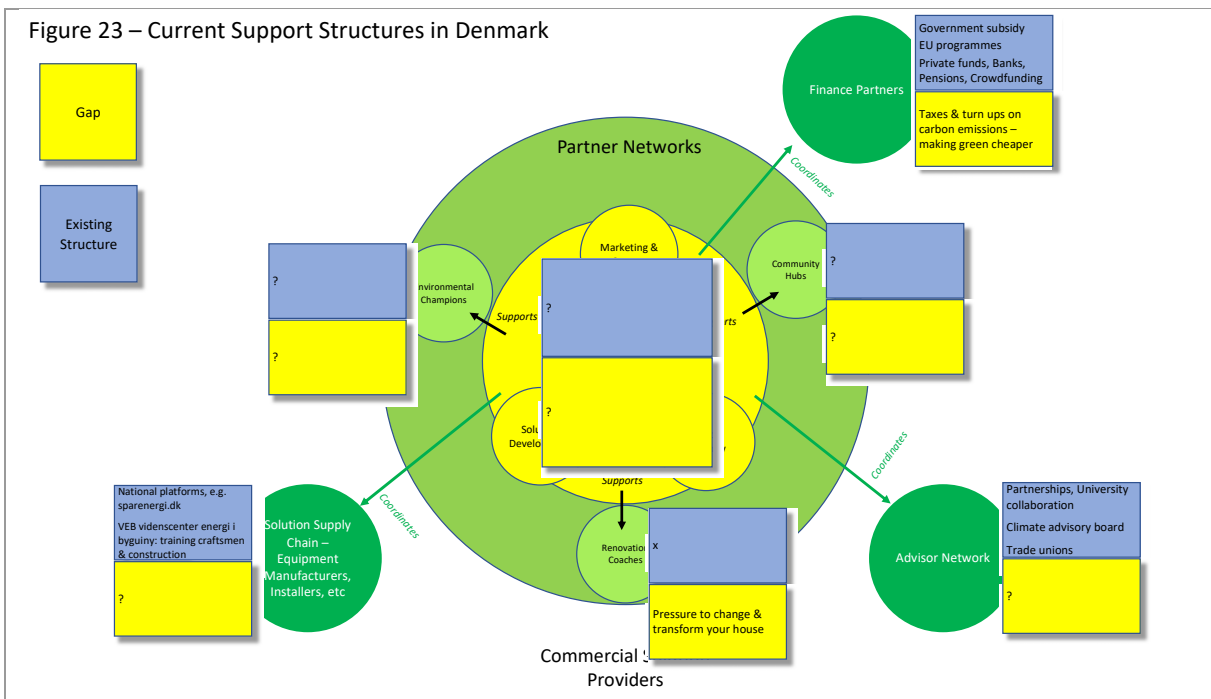 Figure 23 – Current Support Structures in Denmark
Gap
Existing
Structure
Partner Networks
Finance Partners
Government subsidy
EU programmes
Private funds, Banks,
Pensions, Crowdfunding
Taxes & turn ups on
carbon emissions –
making green cheaper
Coordinates
Marketing &
Community
Hubs
?
?
Champions
?
?
Supports
?
?
Supports
Coordinates
Coordinates
National platforms, e.g.
sparenergi.dk
VEB videnscenter energi i
byguiny: training craftsmen
& construction
?
Solution Supply
Chain –
Equipment
Manufacturers,
Installers, etc
Renovation
Coaches
x
Pressure to change &
transform your house
Advisor Network
Partnerships, University
collaboration
Climate advisory board
Trade unions
?
Commercial
Providers